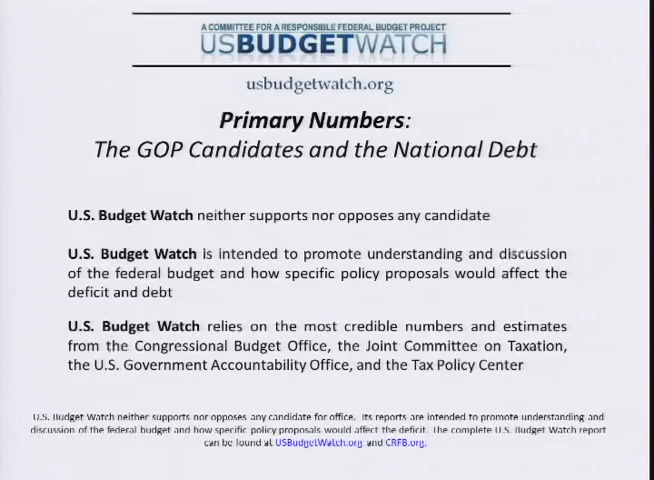 A COMMITTEE FOR A RESPONSIBLE FEDERAL BUDGET PROJECT
USBUDGETWATCH
usbudgetwatch.org
Primary Numbers:
The GOP Candidates and the National Debt
U.S. Budget Watch neither supports nor opposes any candidate
U.S. Budget Watch is intended to promote understanding and discussion
of the federal budget and how specific policy proposals would affect the
deficit and debt
U.S. Budget Watch relies on the most credible numbers and estimates
from the Congressional Budget Office, the Joint Committee on Taxation,
the U.S. Government Accountability Office, and the Tax Policy Center
U.S. Budget Watch neither supports nor opposes any candidate for office. Its reports are intended to promote understanding and
discussion of the federal budget and how specific policy proposals would affect the deficit. The complete U.S. Budget Watch report
can be found at USBudgetWatch.org and CRFB.org.